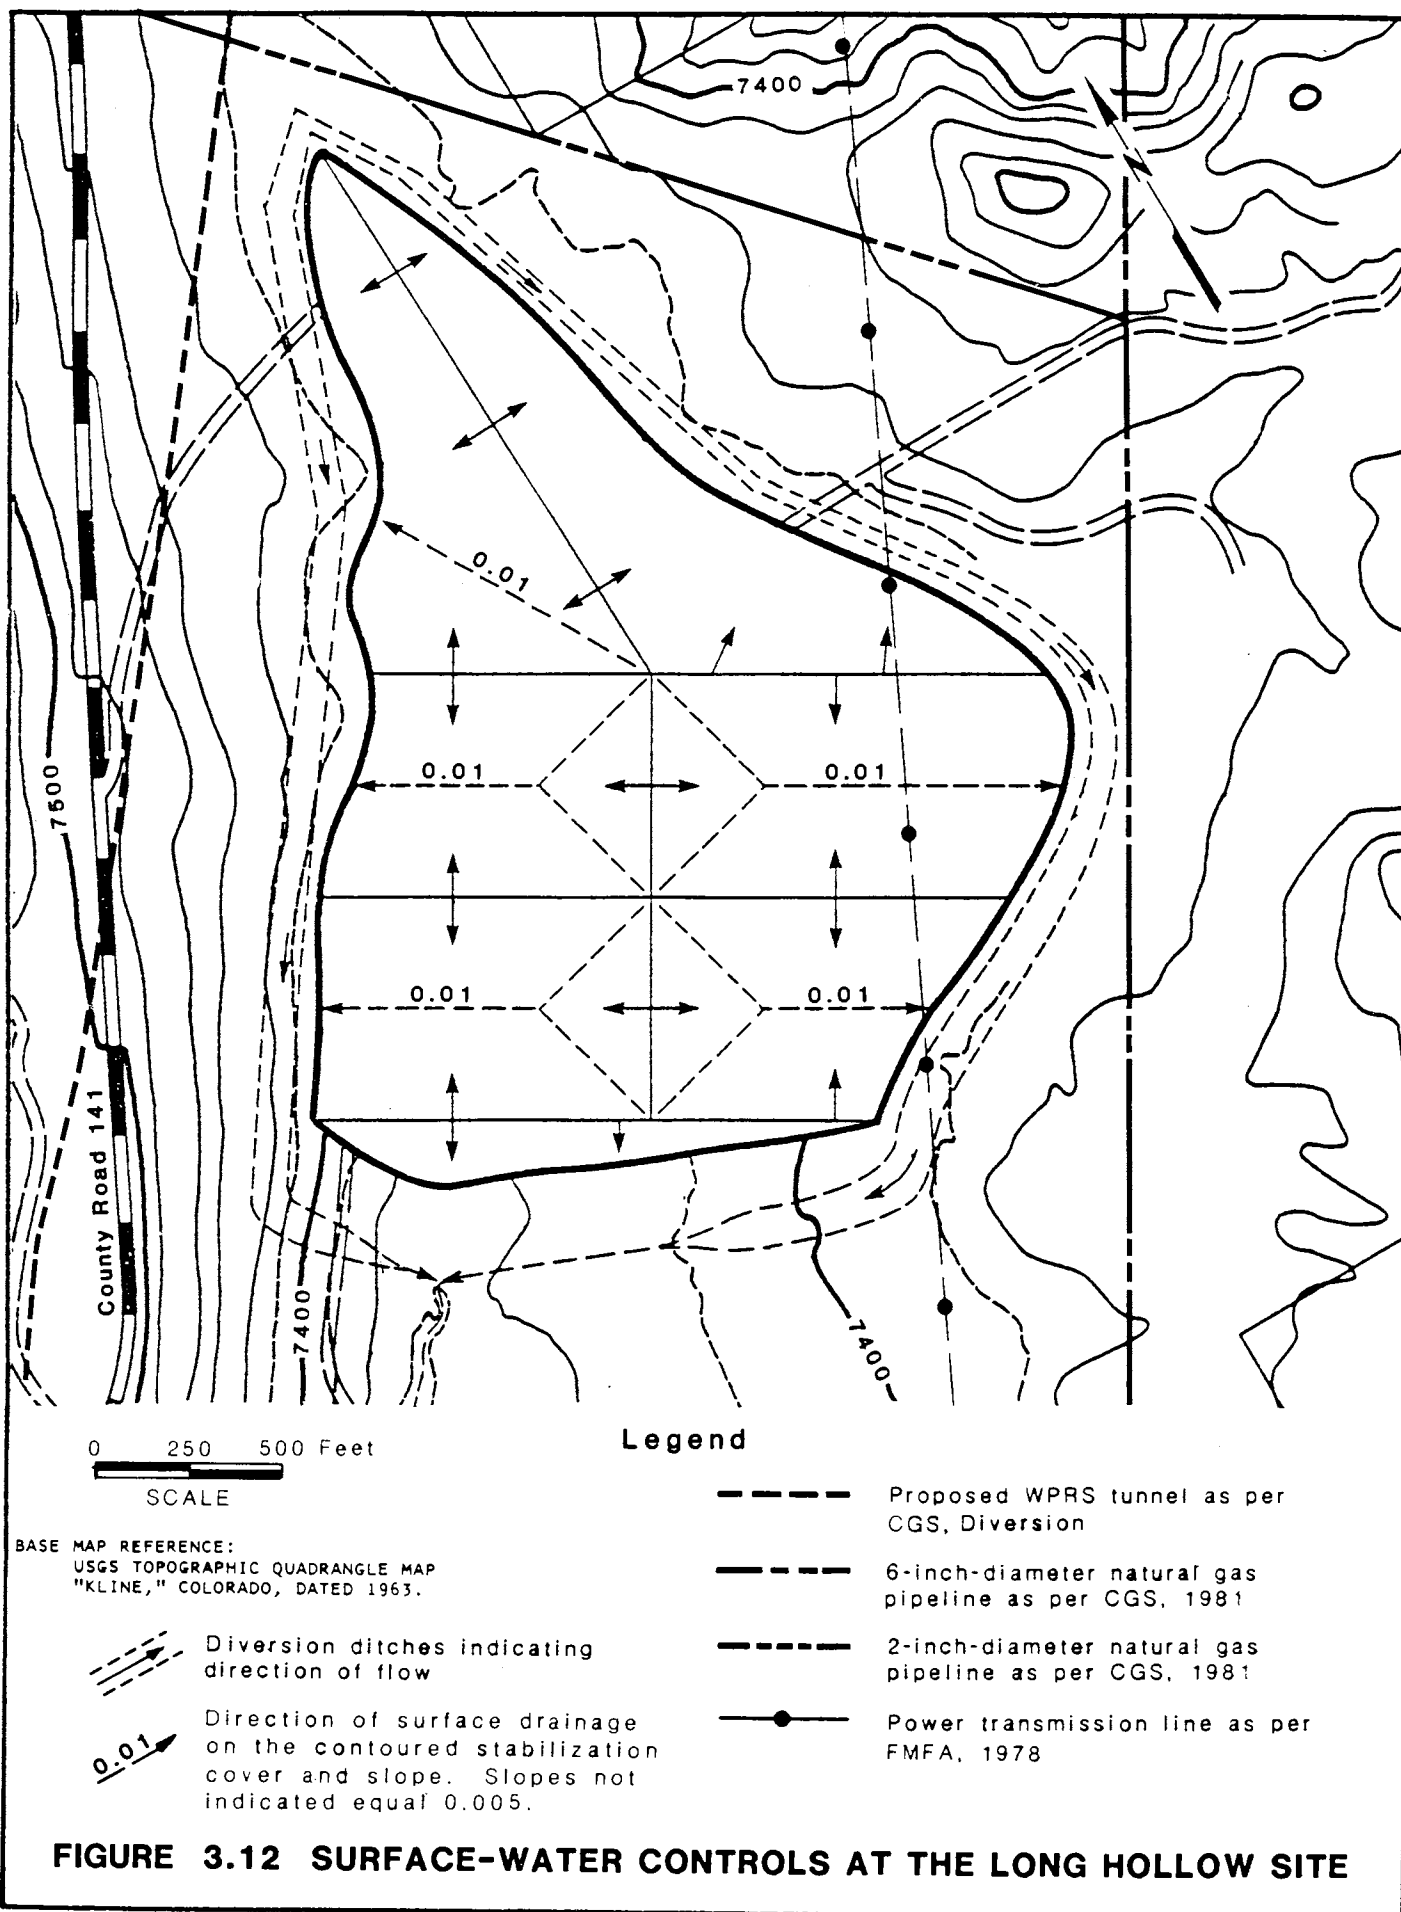 7400
N
0.01
7500
0.01
0.01
0.01
0.01
County Road 141
7400
7400
0 250 500 Feet
SCALE
BASE MAP REFERENCE:
USGS TOPOGRAPHIC QUADRANGLE MAP
"KLINE," COLORADO, DATED 1963.
Diversion ditches indicating
direction of flow
0.01
Direction of surface drainage
on the contoured stabilization
cover and slope. Slopes not
indicated equal 0.005.
Legend
Proposed WPRS tunnel as per
CGS, Diversion
6-inch-diameter natural gas
pipeline as per CGS, 1981
2-inch-diameter natural gas
pipeline as per CGS, 1981
Power transmission line as per
FMFA, 1978
FIGURE 3.12 SURFACE-WATER CONTROLS AT THE LONG HOLLOW SITE